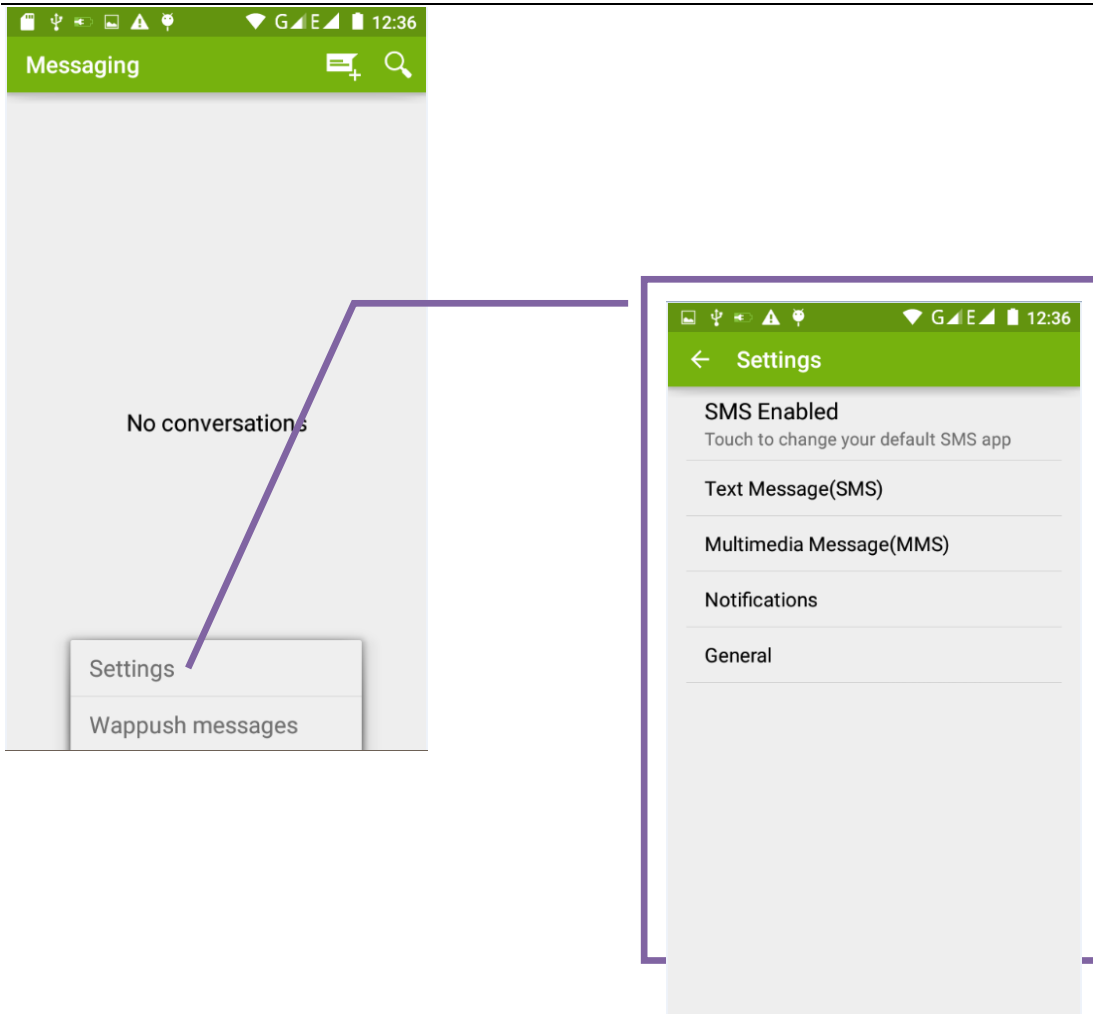 G E 12:36
Messaging
No conversations
Settings
Wappush messages
G E 12:36
Settings
SMS Enabled
Touch to change your default SMS app
Text Message(SMS)
Multimedia Message(MMS)
Notifications
General